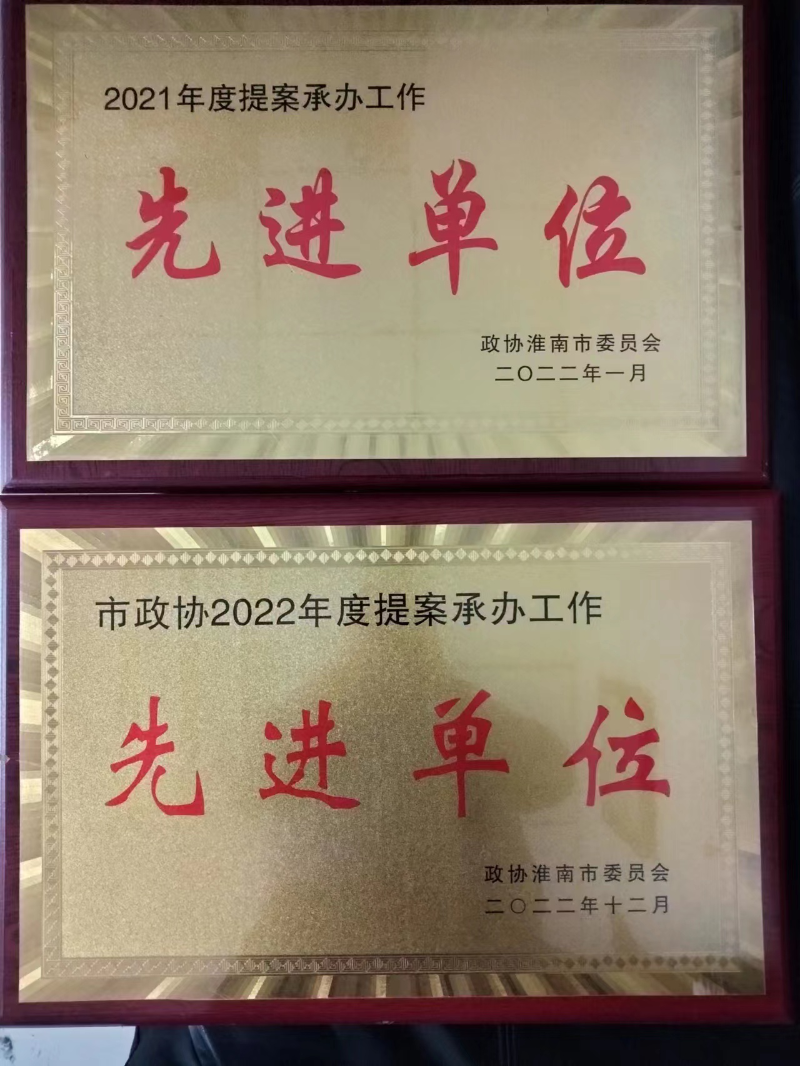 2021年度提案承办工作
先进单位
政协淮南市委员会
二〇二二年一月
市政协2022年度提案承办工作
先进单位
政协淮南市委员会
二〇二二年十二月